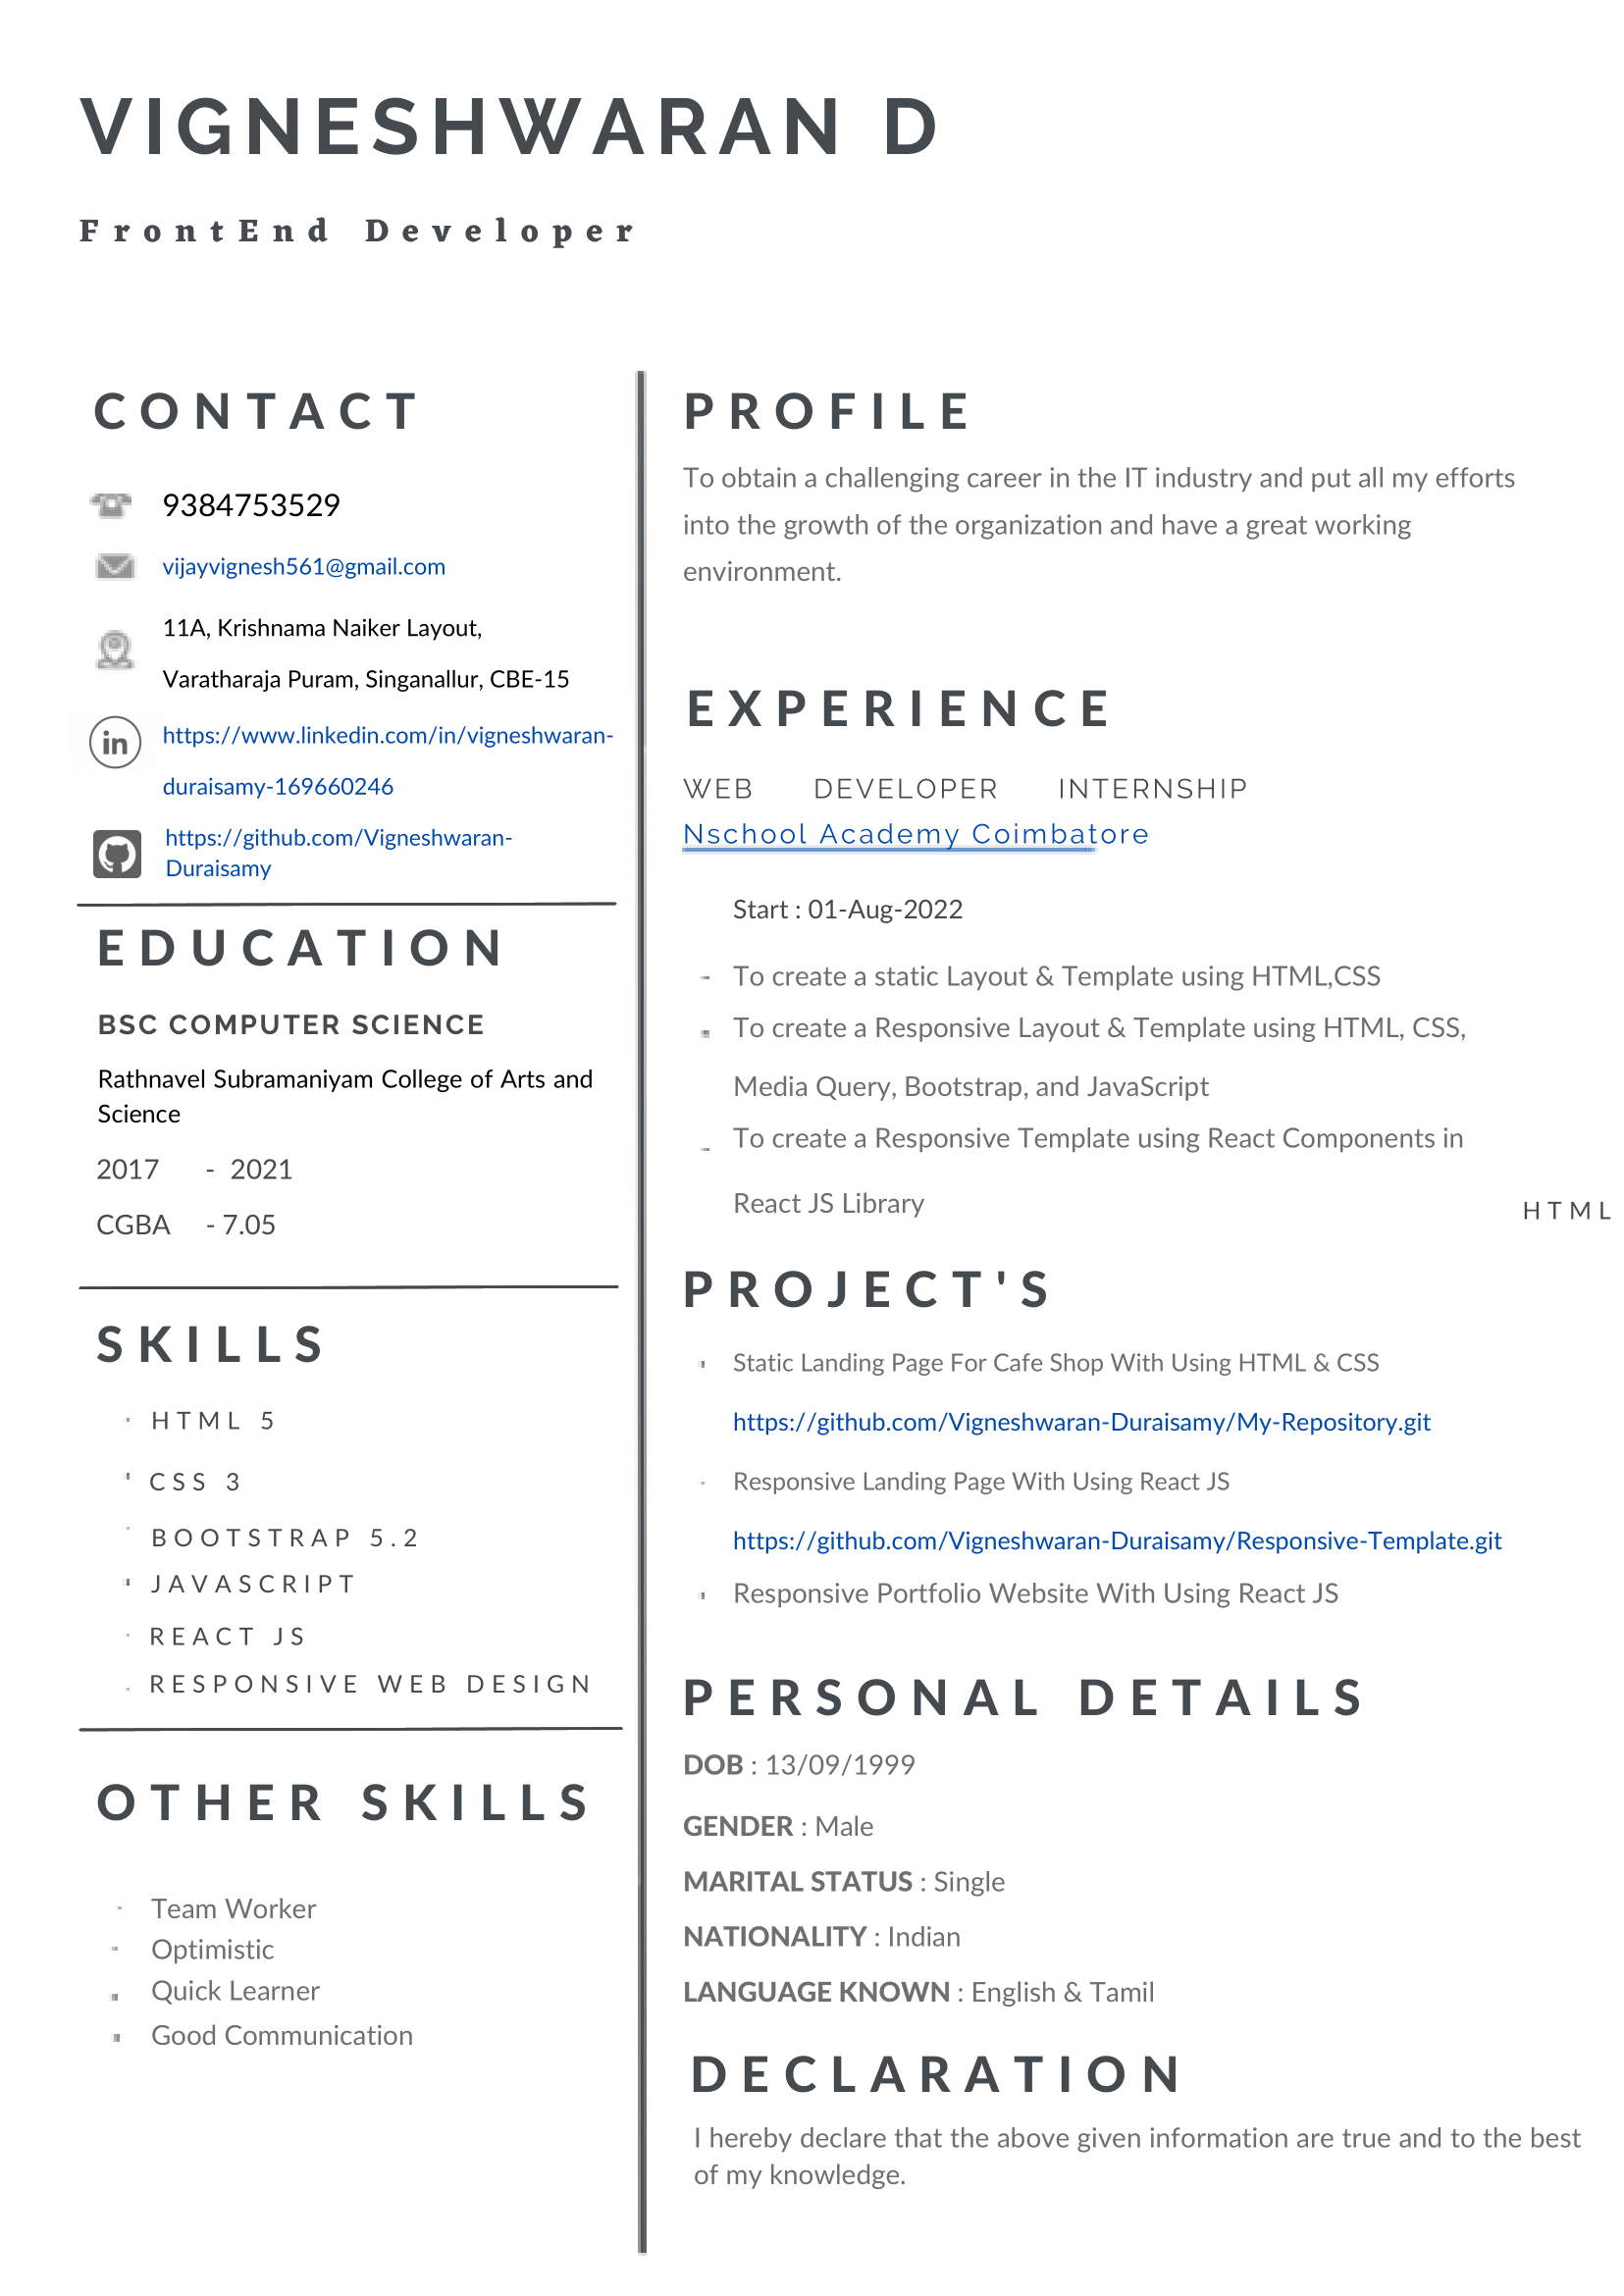 VIGNESHWARAN D
FrontEnd Developer
CONTACT
9384753529
vijayvignesh561@gmail.com
11A, Krishnama Naiker Layout,
Varatharaja Puram, Singanallur, CBE-15
https://www.linkedin.com/in/vigneshwaran-
duraisamy-169660246
https://github.com/Vigneshwaran-
Duraisamy
EDUCATION
BSC COMPUTER SCIENCE
Rathnavel Subramaniyam College of Arts and
Science
2017 - 2021
CGBA - 7.05
SKILLS
HTML 5
CSS 3
BOOTSTRAP 5.2
JAVASCRIPT
REACT JS
RESPONSIVE WEB DESIGN
OTHER SKILLS
Team Worker
Optimistic
Quick Learner
Good Communication
PROFILE
To obtain a challenging career in the IT industry and put all my efforts
into the growth of the organization and have a great working
environment.
EXPERIENCE
WEB DEVELOPER INTERNSHIP
Nschool Academy Coimbatore
Start : 01-Aug-2022
- To create a static Layout & Template using HTML,CSS
To create a Responsive Layout & Template using HTML, CSS,
Media Query, Bootstrap, and JavaScript
- To create a Responsive Template using React Components in
React JS Library
HTML
PROJECT'S
Static Landing Page For Cafe Shop With Using HTML & CSS
https://github.com/Vigneshwaran-Duraisamy/My-Repository.git
Responsive Landing Page With Using React JS
https://github.com/Vigneshwaran-Duraisamy/Responsive-Template.git
Responsive Portfolio Website With Using React JS
PERSONAL DETAILS
DOB : 13/09/1999
GENDER : Male
MARITAL STATUS : Single
NATIONALITY : Indian
LANGUAGE KNOWN : English & Tamil
DECLARATION
I hereby declare that the above given information are true and to the best
of my knowledge.